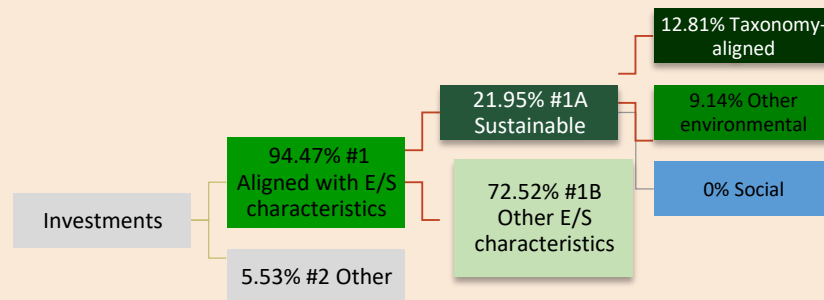 Investments
94.47% #1
Aligned with E/S
characteristics
5.53% #2 Other
21.95% #1A
Sustainable
72.52% #1B
Other E/S
characteristics
12.81% Taxonomy-
aligned
9.14% Other
environmental
0% Social